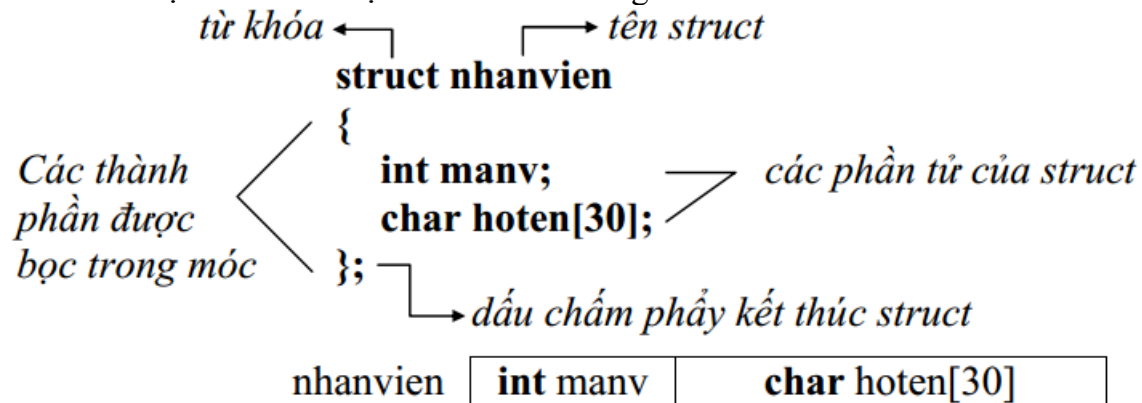 từ khóa tên struct
struct nhanvien
{
Các thành int manv; các phần tử của struct
phần được char hoten[30];
bọc trong móc };
dấu chấm phẩy kết thúc struct
nhanvien int manv char hoten[30]